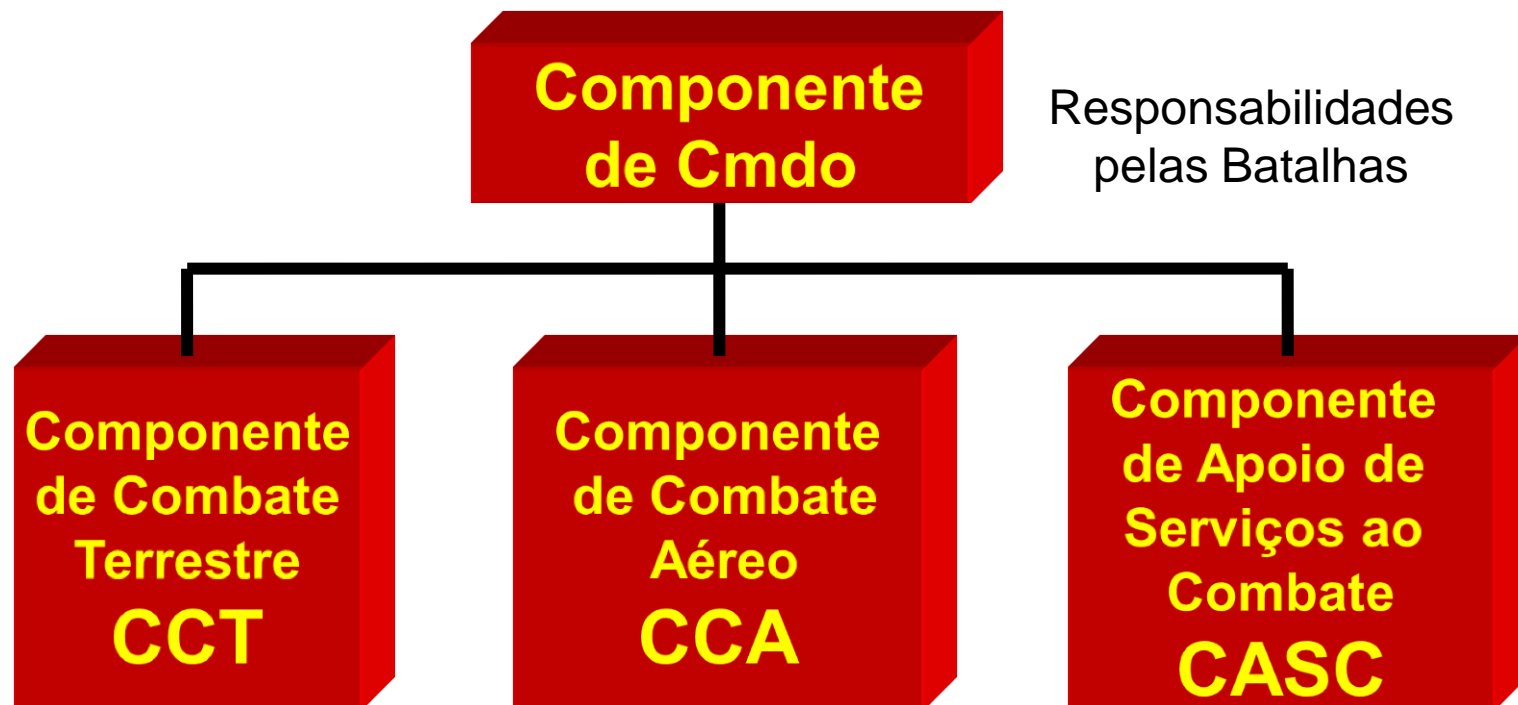 Componente
de Cmdo
Responsabilidades
pelas Batalhas
Componente
de Combate
Terrestre
CCT
Componente
de Combate
Aéreo
CCA
Componente
de Apoio de
Serviços ao
Combate
CASC